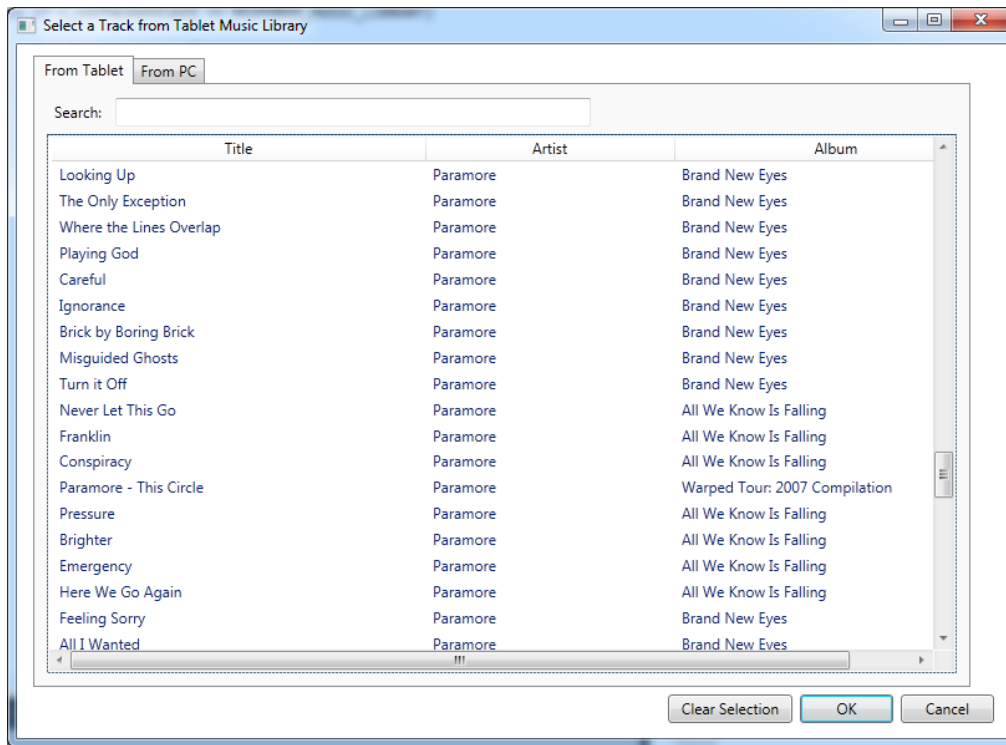 Select a Track from Tablet Music Library
From Tablet From PC
Search:
Title Artist Album
Looking Up Paramore Brand New Eyes
The Only Exception Paramore Brand New Eyes
Where the Lines Overlap Paramore Brand New Eyes
Playing God Paramore Brand New Eyes
Careful Paramore Brand New Eyes
Ignorance Paramore Brand New Eyes
Brick by Boring Brick Paramore Brand New Eyes
Misguided Ghosts Paramore Brand New Eyes
Turn it Off Paramore Brand New Eyes
Never Let This Go Paramore All We Know Is Falling
Franklin Paramore All We Know Is Falling
Conspiracy Paramore All We Know Is Falling
Paramore - This Circle Paramore Warped Tour: 2007 Compilation
Pressure Paramore All We Know Is Falling
Brighter Paramore All We Know Is Falling
Emergency Paramore All We Know Is Falling
Here We Go Again Paramore All We Know Is Falling
Feeling Sorry Paramore Brand New Eyes
All I Wanted Paramore Brand New Eyes
Clear Selection OK Cancel